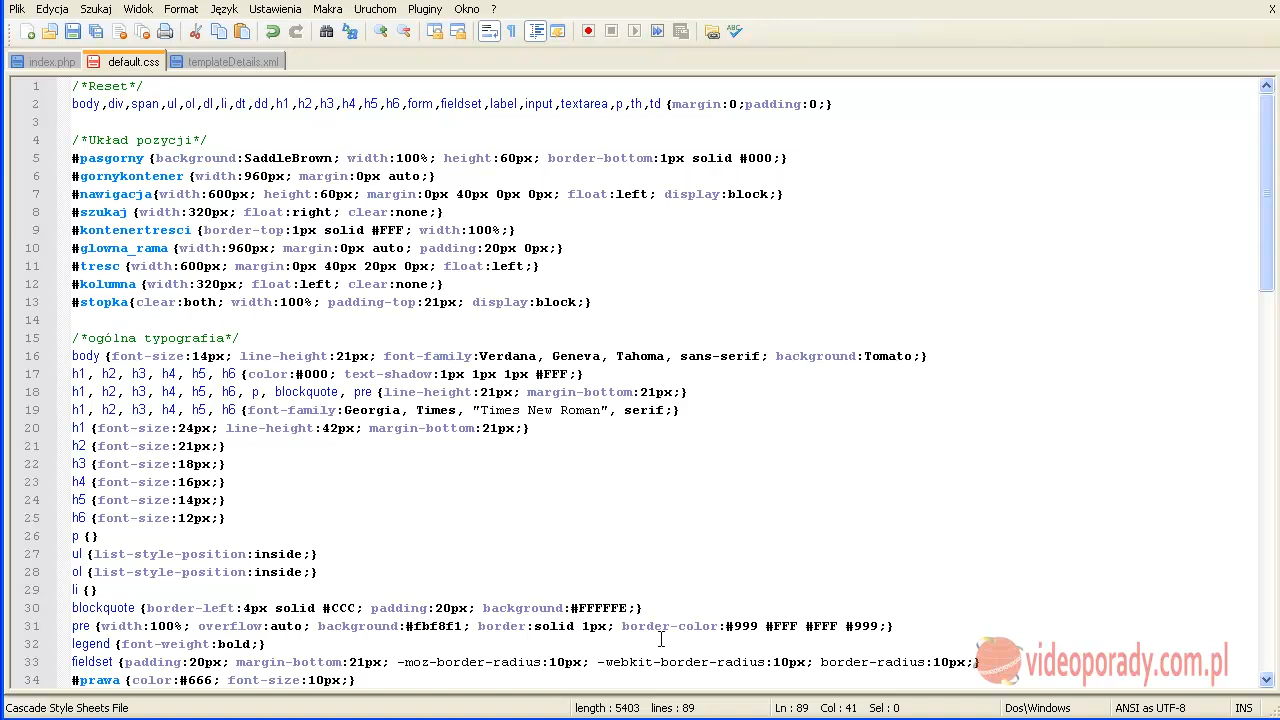 Plik Edycja Szukaj Widok Format Język Ustawienia Makra Uruchom Pluginy Okno ? X
index.php default.css templateDetails.xml
1 /*Reset*/
2 body,div,span,ul,ol,dl,li,dt,dd,h1,h2,h3,h4,h5,h6,form,fieldset,label,input,textarea,p,th,td {margin:0;padding:0;}
3
4 /*Układ pozycji*/
5 #pasgorny {background:SaddleBrown; width:100%; height:60px; border-bottom:1px solid #000;}
6 #gornykontener {width:960px; margin:0px auto;}
7 #nawigacja{width:600px; height:60px; margin:0px 40px 0px 0px; float:left; display:block;}
8 #szukaj {width:320px; float:right; clear:none;}
9 #kontenertresci {border-top:1px solid #FFF; width:100%;}
10 #glowna_rama {width:960px; margin:0px auto; padding:20px 0px;}
11 #tresc {width:600px; margin:0px 40px 20px 0px; float:left;}
12 #kolumna {width:320px; float:left; clear:none;}
13 #stopka{clear:both; width:100%; padding-top:21px; display:block;}
14
15 /*ogólna typografia*/
16 body {font-size:14px; line-height:21px; font-family:Verdana, Geneva, Tahoma, sans-serif; background:Tomato;}
17 h1, h2, h3, h4, h5, h6 {color:#000; text-shadow:1px 1px 1px #FFF;}
18 h1, h2, h3, h4, h5, h6, p, blockquote, pre {line-height:21px; margin-bottom:21px;}
19 h1, h2, h3, h4, h5, h6 {font-family:Georgia, Times, "Times New Roman", serif;}
20 h1 {font-size:24px; line-height:42px; margin-bottom:21px;}
21 h2 {font-size:21px;}
22 h3 {font-size:18px;}
23 h4 {font-size:16px;}
24 h5 {font-size:14px;}
25 h6 {font-size:12px;}
26 p {}
27 ul {list-style-position:inside;}
28 ol {list-style-position:inside;}
29 li {}
30 blockquote {border-left:4px solid #CCC; padding:20px; background:#FFFFFE;}
31 pre {width:100%; overflow:auto; background:#fbf8f1; border:solid 1px; border-color:#999 #FFF #FFF #999;}
32 legend {font-weight:bold;}
33 fieldset {padding:20px; margin-bottom:21px; -moz-border-radius:10px; -webkit-border-radius:10px; border-radius:10px;}
34 #prawa {color:#666; font-size:10px;}
videoporady.com.pl
Cascade Style Sheets File length : 5403 lines : 89 Ln : 89 Col : 41 Sel : 0 Dos\Windows ANSI as UTF-8 INS